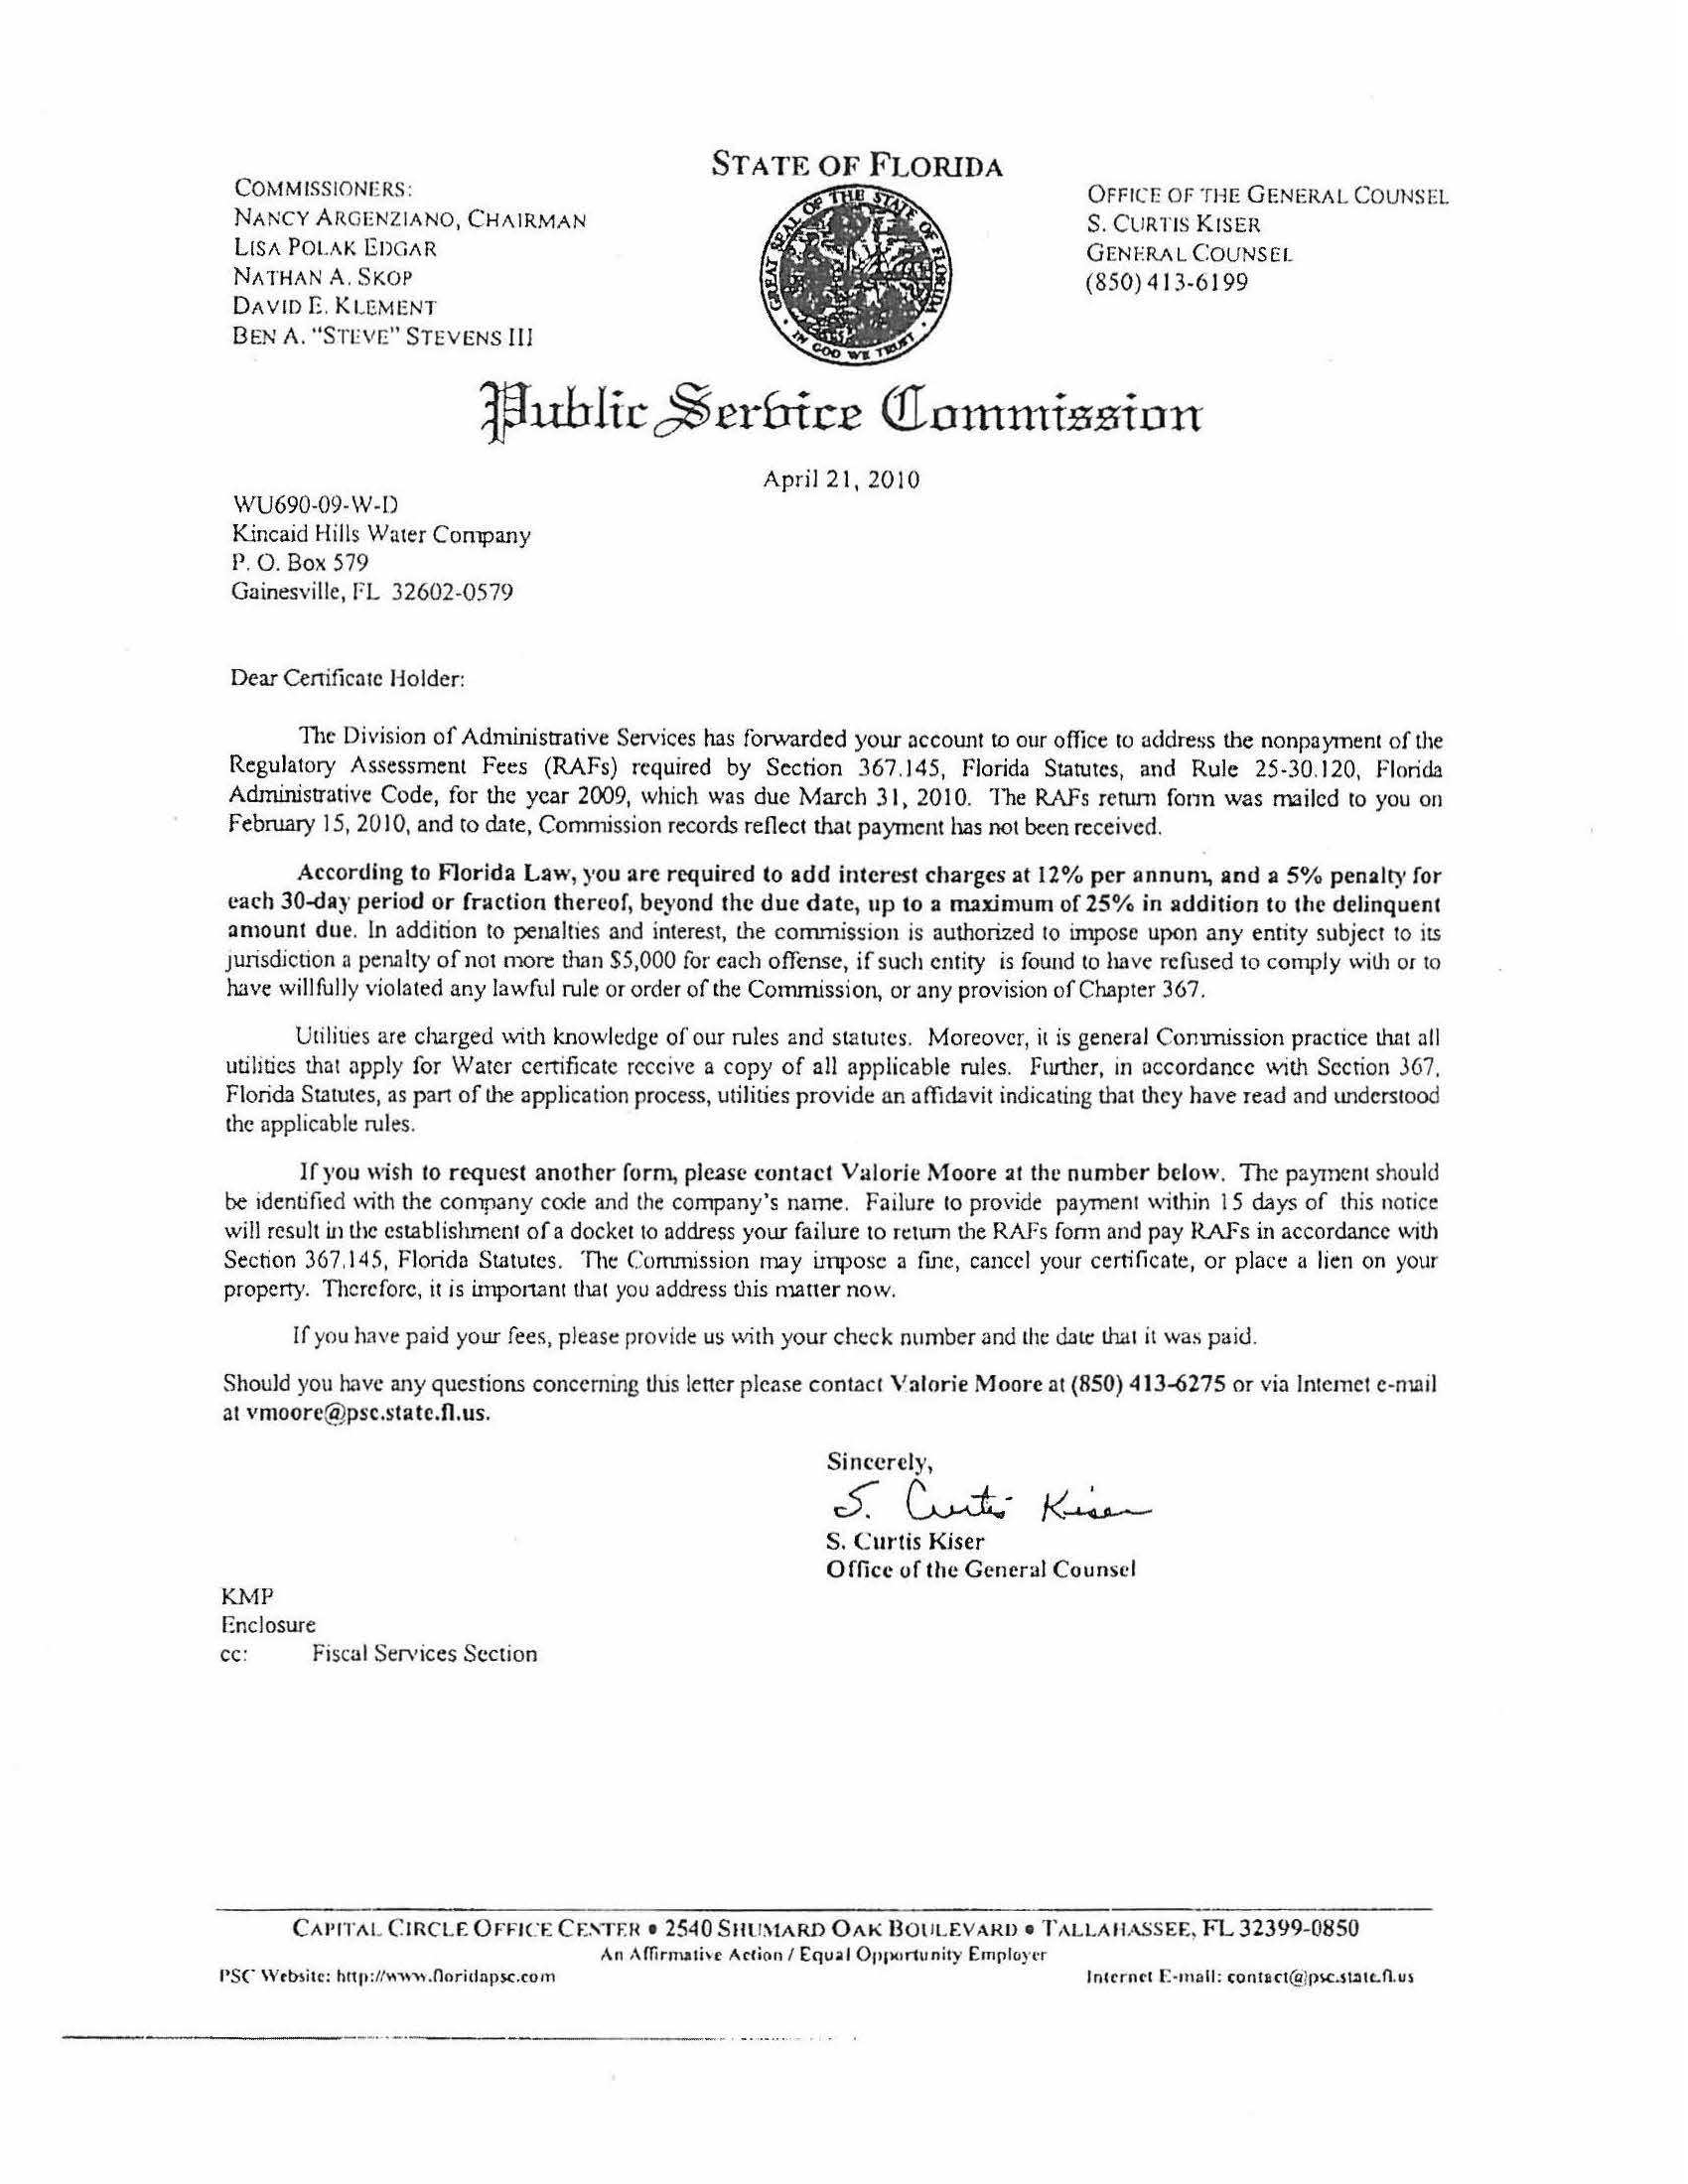 STATE OF FLORIDA
COMMISSIONERS:
NANCY ARGENZIANO, CHAIRMAN
LISA POLAK EDGAR
NATHAN A. SKOP
DAVID E. KLEMENT
BEN A. "STEVE" STEVENS III
GREAT SEAL OF THE STATE OF FLORIDA
IN GOD WE TRUST
OFFICE OF THE GENERAL COUNSEL
S. CURTIS KISER
GENERAL COUNSEL
(850) 413-6199
Public Service Commission
April 21, 2010
WU690-09-W-D
Kincaid Hills Water Company
P. O. Box 579
Gainesville, FL 32602-0579
Dear Certificate Holder:
The Division of Administrative Services has forwarded your account to our office to address the nonpayment of the
Regulatory Assessment Fees (RAFs) required by Section 367.145, Florida Statutes, and Rule 25-30.120, Florida
Administrative Code, for the year 2009, which was due March 31, 2010. The RAFs return form was mailed to you on
February 15, 2010, and to date, Commission records reflect that payment has not been received.
According to Florida Law, you are required to add interest charges at 12% per annum, and a 5% penalty for
each 30-day period or fraction thereof, beyond the due date, up to a maximum of 25% in addition to the delinquent
amount due. In addition to penalties and interest, the commission is authorized to impose upon any entity subject to its
jurisdiction a penalty of not more than $5,000 for each offense, if such entity is found to have refused to comply with or to
have willfully violated any lawful rule or order of the Commission, or any provision of Chapter 367.
Utilities are charged with knowledge of our rules and statutes. Moreover, it is general Commission practice that all
utilities that apply for Water certificate receive a copy of all applicable rules. Further, in accordance with Section 367,
Florida Statutes, as part of the application process, utilities provide an affidavit indicating that they have read and understood
the applicable rules.
If you wish to request another form, please contact Valorie Moore at the number below. The payment should
be identified with the company code and the company's name. Failure to provide payment within 15 days of this notice
will result in the establishment of a docket to address your failure to return the RAFs form and pay RAFs in accordance with
Section 367.145, Florida Statutes. The Commission may impose a fine, cancel your certificate, or place a lien on your
property. Therefore, it is important that you address this matter now.
If you have paid your fees, please provide us with your check number and the date that it was paid.
Should you have any questions concerning this letter please contact Valorie Moore at (850) 413-6275 or via Internet e-mail
at vmoore@psc.state.fl.us.
Sincerely,
S. Curtis Kiser
S. Curtis Kiser
Office of the General Counsel
KMP
Enclosure
cc: Fiscal Services Section
CAPITAL CIRCLE OFFICE CENTER • 2540 SHUMARD OAK BOULEVARD • TALLAHASSEE, FL 32399-0850
An Affirmative Action / Equal Opportunity Employer
PSC Website: http://www.floridapsc.com
Internet E-mail: contact@psc.state.fl.us